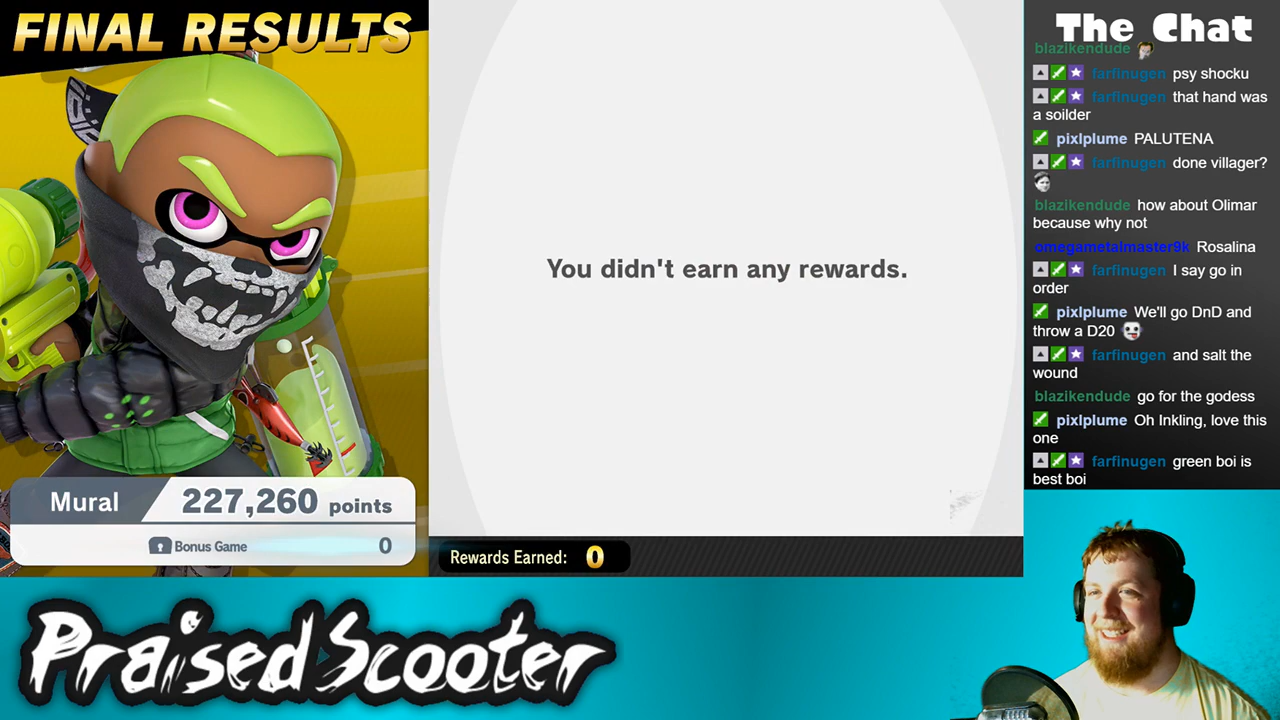 FINAL RESULTS
Mural 227,260 points
Bonus Game 0
You didn't earn any rewards.
Rewards Earned: 0
The Chat
blazikendude
farfinugen psy shocku
farfinugen that hand was
a soilder
pixlplume PALUTENA
farfinugen done villager?
blazikendude how about Olimar
because why not
omegametalmaster9k Rosalina
farfinugen I say go in
order
pixlplume We'll go DnD and
throw a D20
farfinugen and salt the
wound
blazikendude go for the godess
pixlplume Oh Inkling, love this
one
farfinugen green boi is
best boi
PraisedScooter